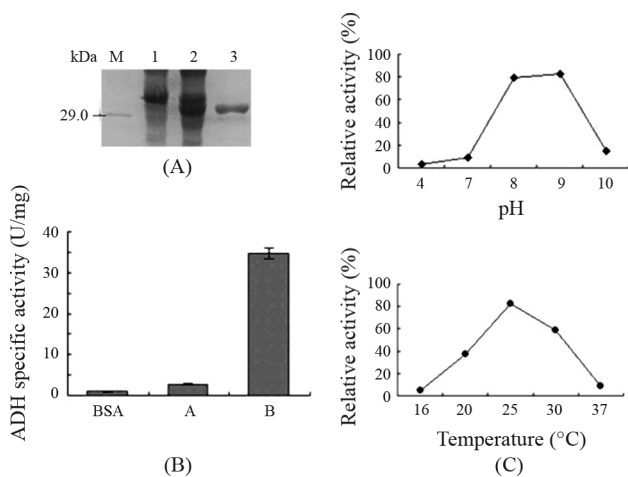 kDa M 1 2 3
29.0
(A)
ADH specific activity (U/mg)
40
30
20
10
5
0
BSA A B
(B)
Relative activity (%)
100
80
60
40
20
0
4 7 8 9 10
pH
Relative activity (%)
100
80
60
40
20
0
16 20 25 30 37
Temperature (°C)
(C)